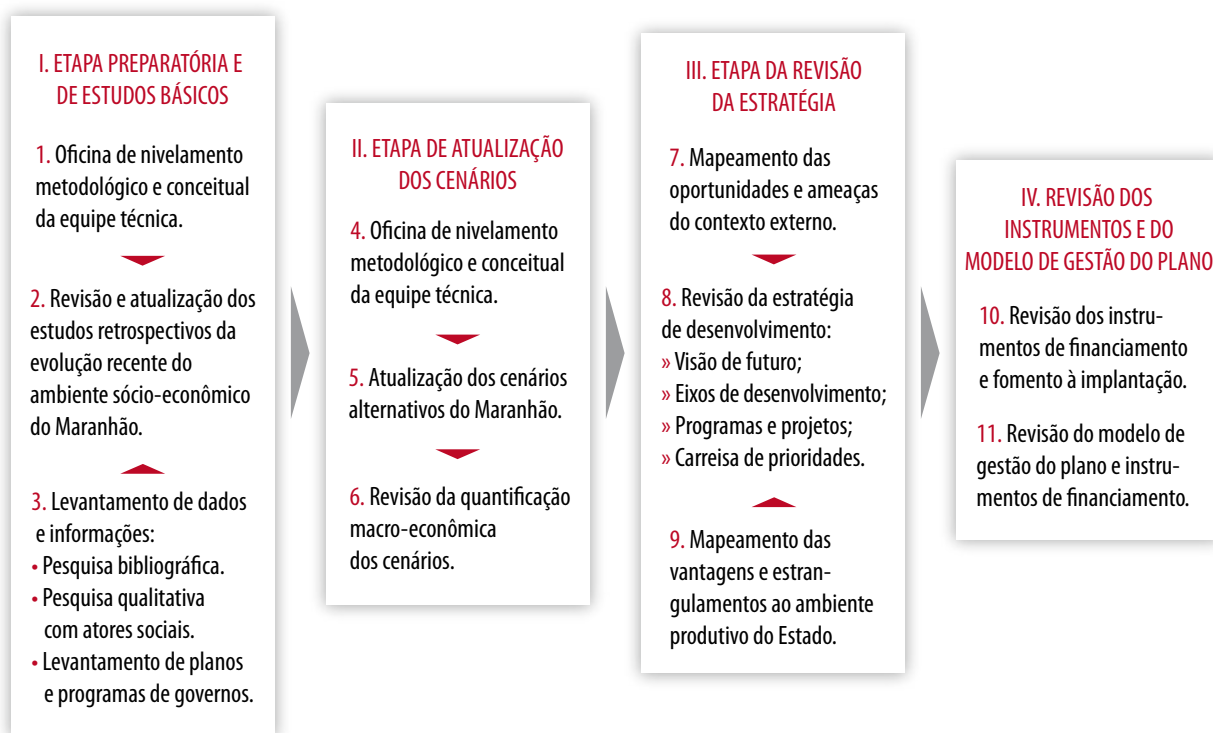 I. ETAPA PREPARATÓRIA E
DE ESTUDOS BÁSICOS
1. Oficina de nivelamento
metodológico e conceitual
da equipe técnica.
2. Revisão e atualização dos
estudos retrospectivos da
evolução recente do
ambiente sócio-econômico
do Maranhão.
3. Levantamento de dados
e informações:
• Pesquisa bibliográfica.
• Pesquisa qualitativa
com atores sociais.
• Levantamento de planos
e programas de governos.
II. ETAPA DE ATUALIZAÇÃO
DOS CENÁRIOS
4. Oficina de nivelamento
metodológico e conceitual
da equipe técnica.
5. Atualização dos cenários
alternativos do Maranhão.
6. Revisão da quantificação
macro-econômica
dos cenários.
III. ETAPA DA REVISÃO
DA ESTRATÉGIA
7. Mapeamento das
oportunidades e ameaças
do contexto externo.
8. Revisão da estratégia
de desenvolvimento:
» Visão de futuro;
» Eixos de desenvolvimento;
» Programas e projetos;
» Carreisa de prioridades.
9. Mapeamento das
vantagens e estran-
gulamentos ao ambiente
produtivo do Estado.
IV. REVISÃO DOS
INSTRUMENTOS E DO
MODELO DE GESTÃO DO PLANO
10. Revisão dos instru-
mentos de financiamento
e fomento à implantação.
11. Revisão do modelo de
gestão do plano e instru-
mentos de financiamento.